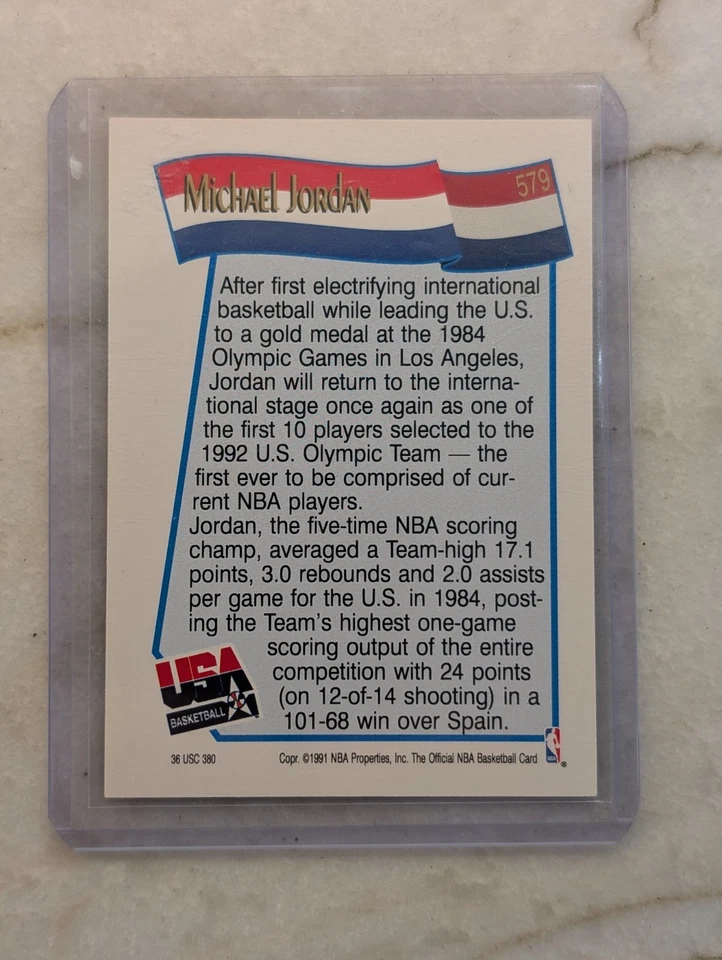 Michael Jordan
579
After first electrifying international
basketball while leading the U.S.
to a gold medal at the 1984
Olympic Games in Los Angeles,
Jordan will return to the interna-
tional stage once again as one of
the first 10 players selected to the
1992 U.S. Olympic Team — the
first ever to be comprised of cur-
rent NBA players.
Jordan, the five-time NBA scoring
champ, averaged a Team-high 17.1
points, 3.0 rebounds and 2.0 assists
per game for the U.S. in 1984, post-
ing the Team's highest one-game
scoring output of the entire
competition with 24 points
(on 12-of-14 shooting) in a
101-68 win over Spain.
USA
BASKETBALL
NBA
®
36 USC 380
Copr. ©1991 NBA Properties, Inc. The Official NBA Basketball Card